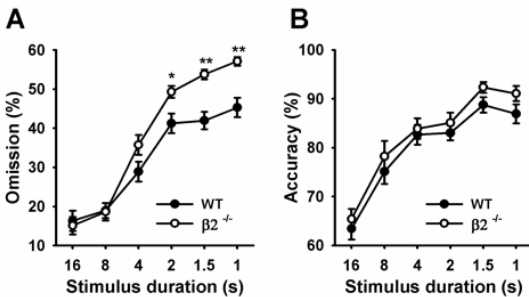 A
Omission (%)
60
50
40
30
20
10
* ** **
WT
β2 -/-
16 8 4 2 1.5 1
Stimulus duration (s)
B
Accuracy (%)
100
90
80
70
60
WT
β2 -/-
16 8 4 2 1.5 1
Stimulus duration (s)